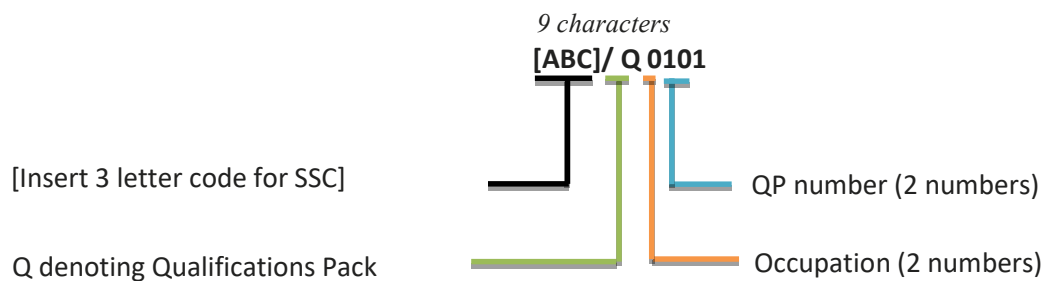 9 characters
[ABC]/ Q 0101
[Insert 3 letter code for SSC]
QP number (2 numbers)
Q denoting Qualifications Pack
Occupation (2 numbers)